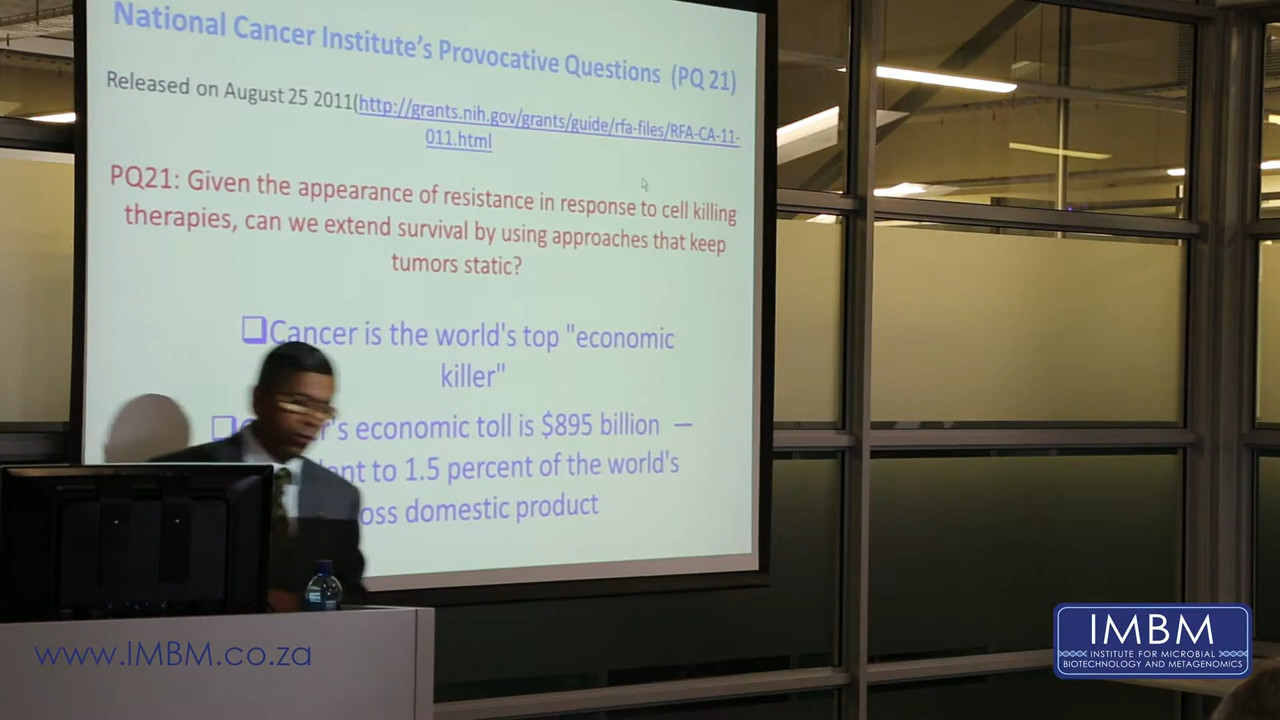 National Cancer Institute's Provocative Questions (PQ 21)
Released on August 25 2011(http://grants.nih.gov/grants/guide/rfa-files/RFA-CA-11-
011.html
PQ21: Given the appearance of resistance in response to cell killing
therapies, can we extend survival by using approaches that keep
tumors static?
Cancer is the world's top "economic
killer"
's economic toll is $895 billion —
to 1.5 percent of the world's
domestic product
www.IMBM.co.za
IMBM
INSTITUTE FOR MICROBIAL
BIOTECHNOLOGY AND METAGENOMICS